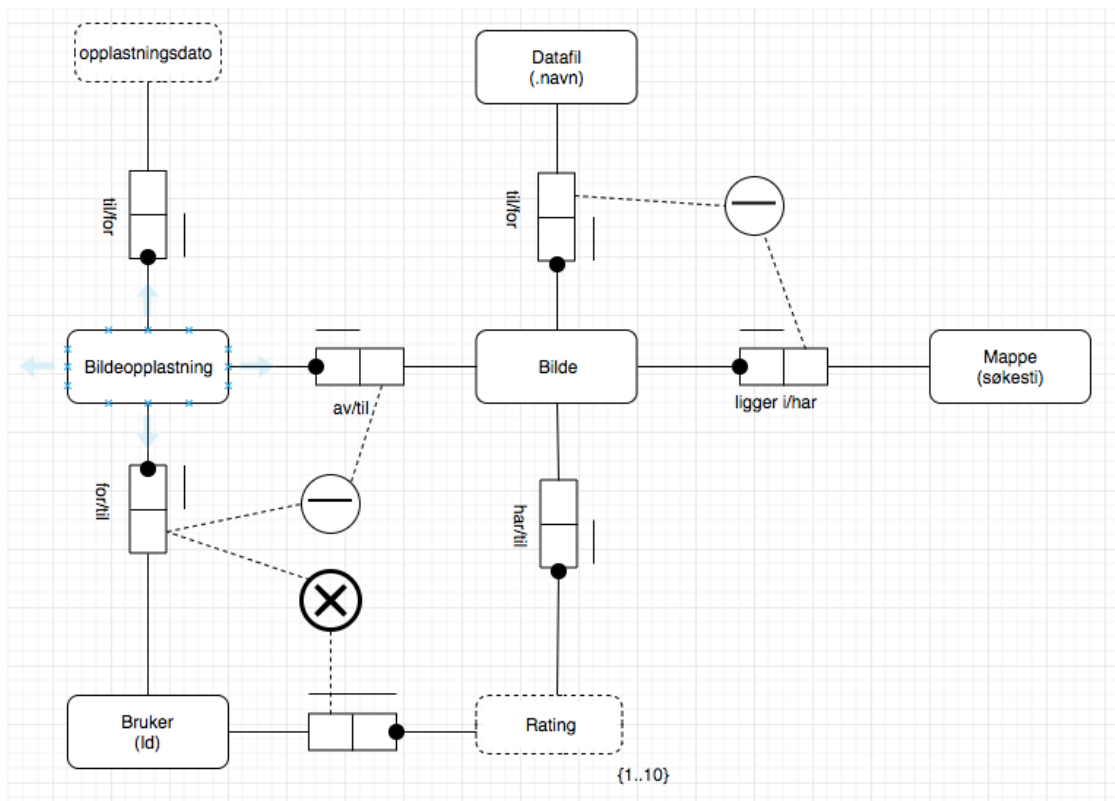 opplastningsdato
Datafil
(.navn)
til/for
til/for
Bildeopplastning
av/til
Bilde
ligger i/har
Mappe
(søkesti)
for/til
har/til
Bruker
(Id)
Rating
{1..10}